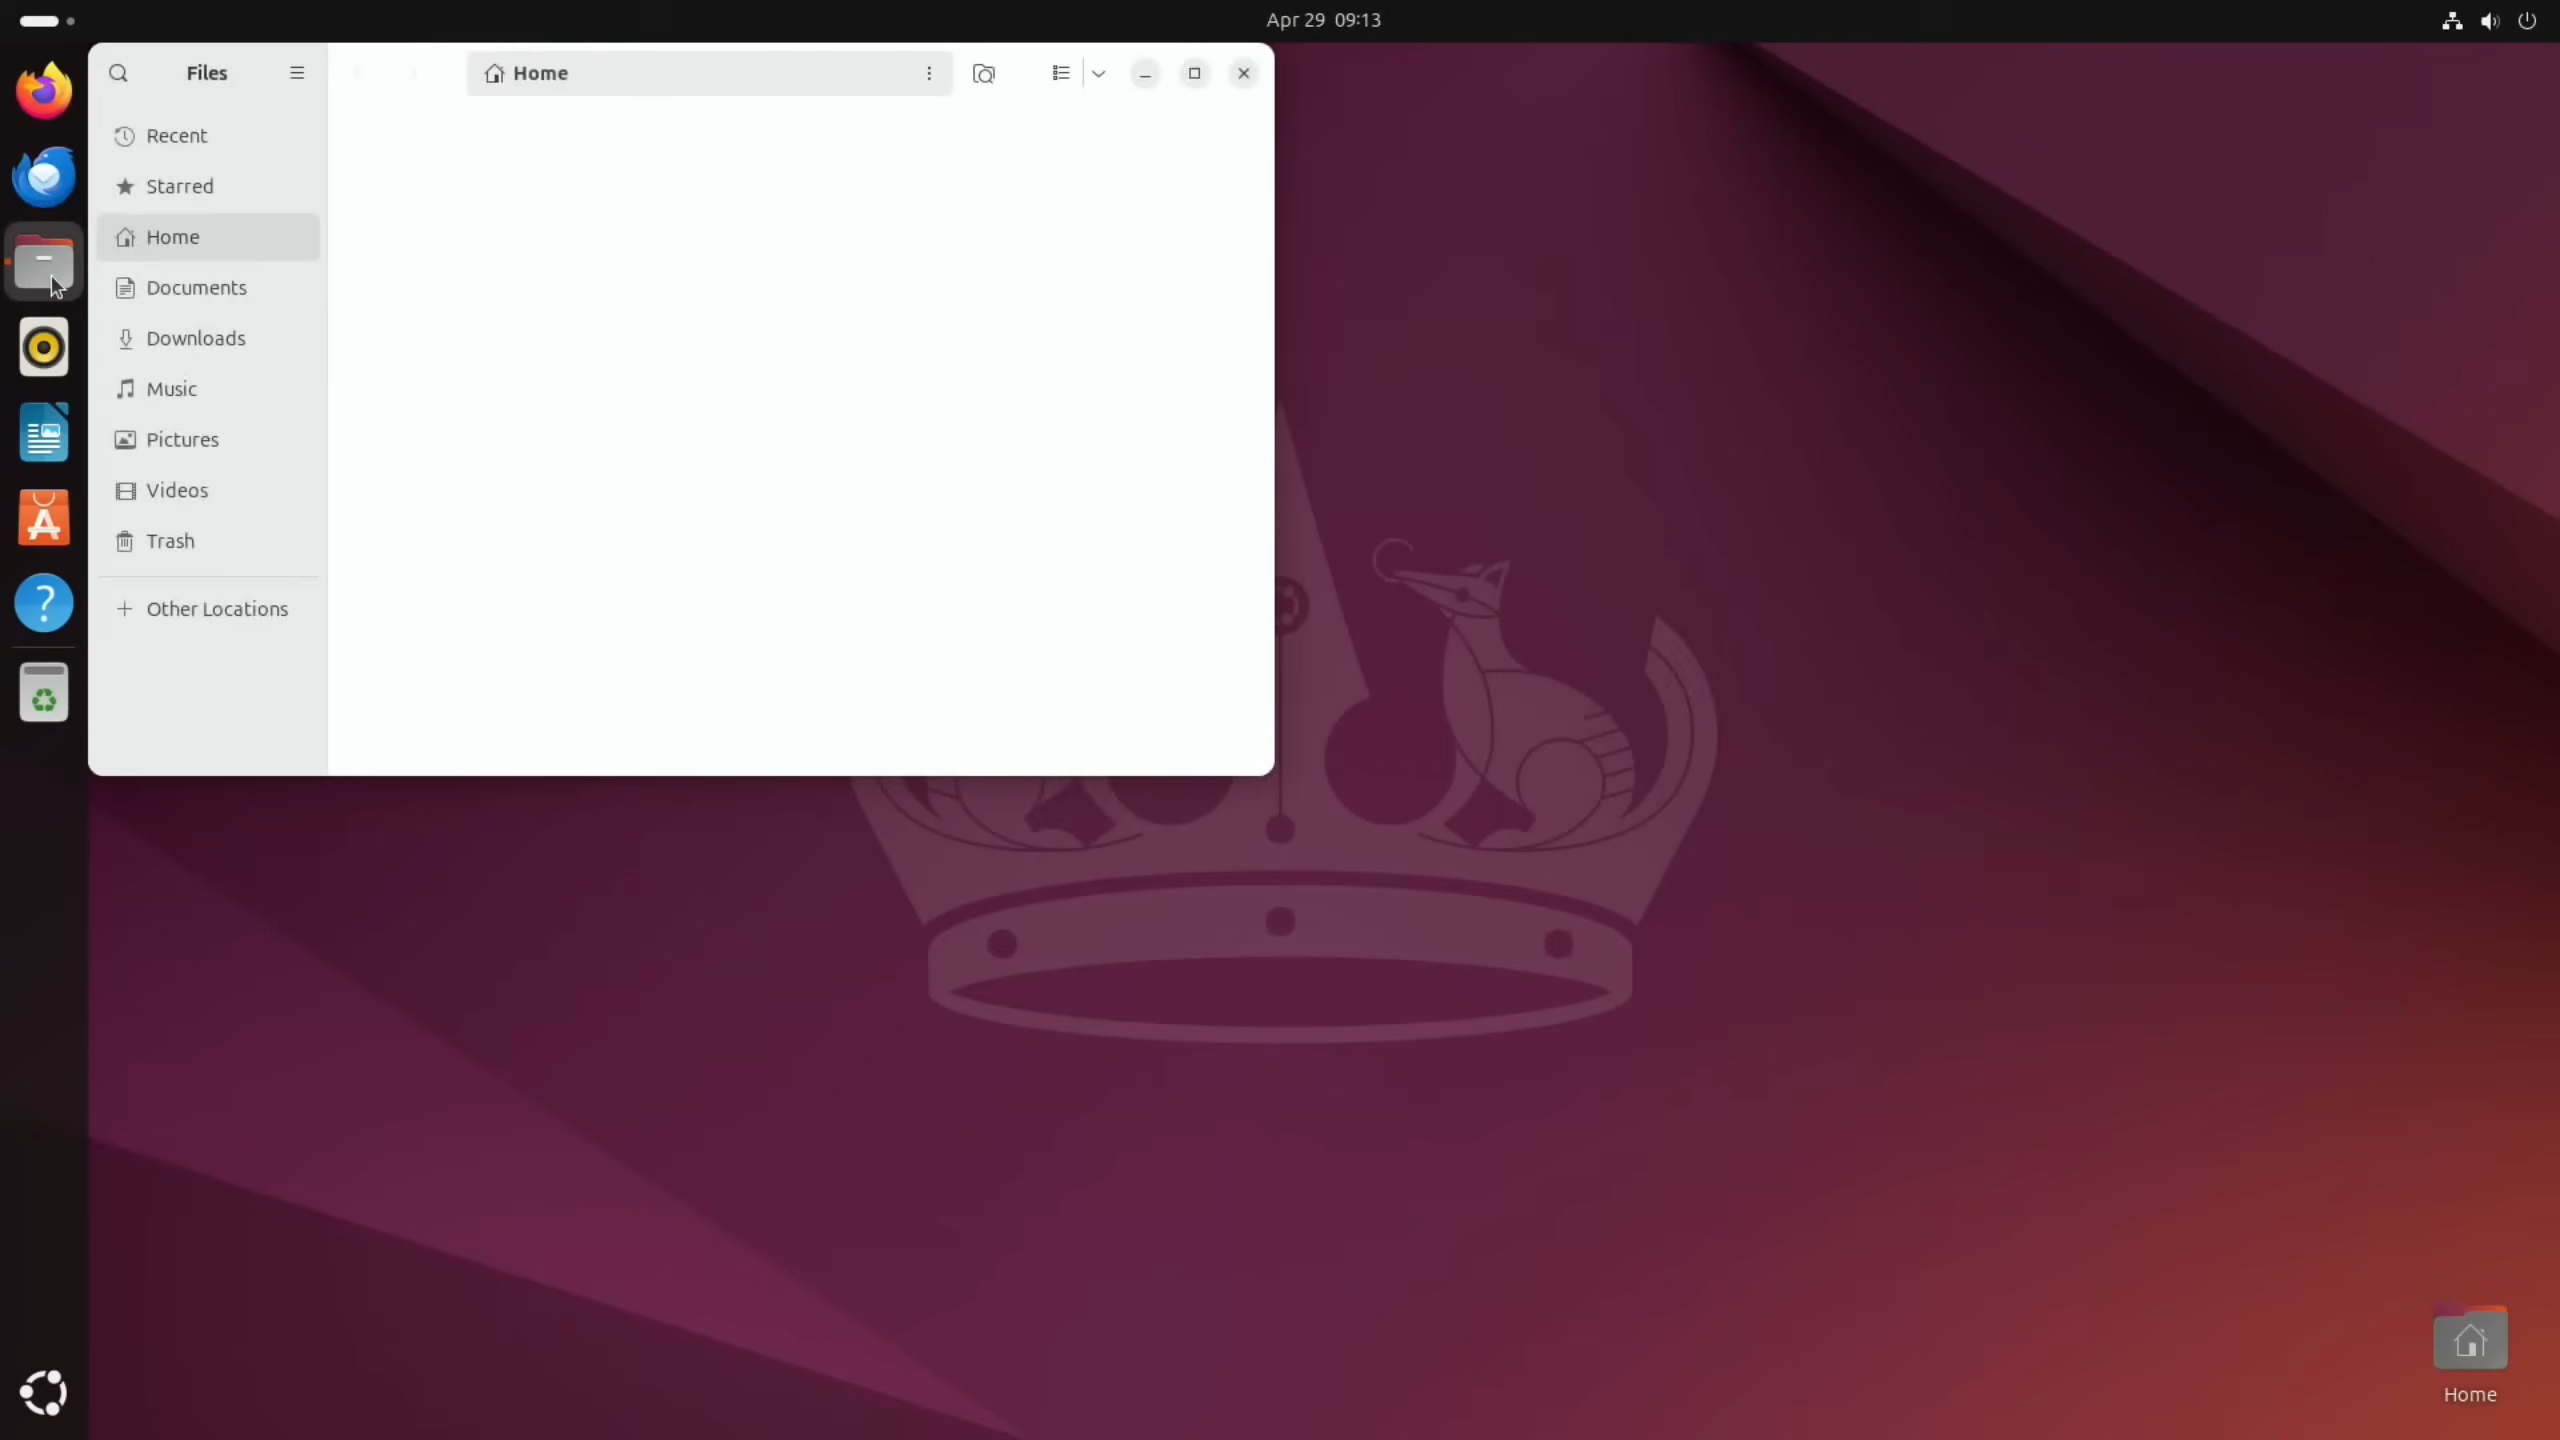 Apr 29 09:13
Files
Home
Recent
Starred
Home
Documents
Downloads
Music
Pictures
Videos
Trash
Other Locations
Home